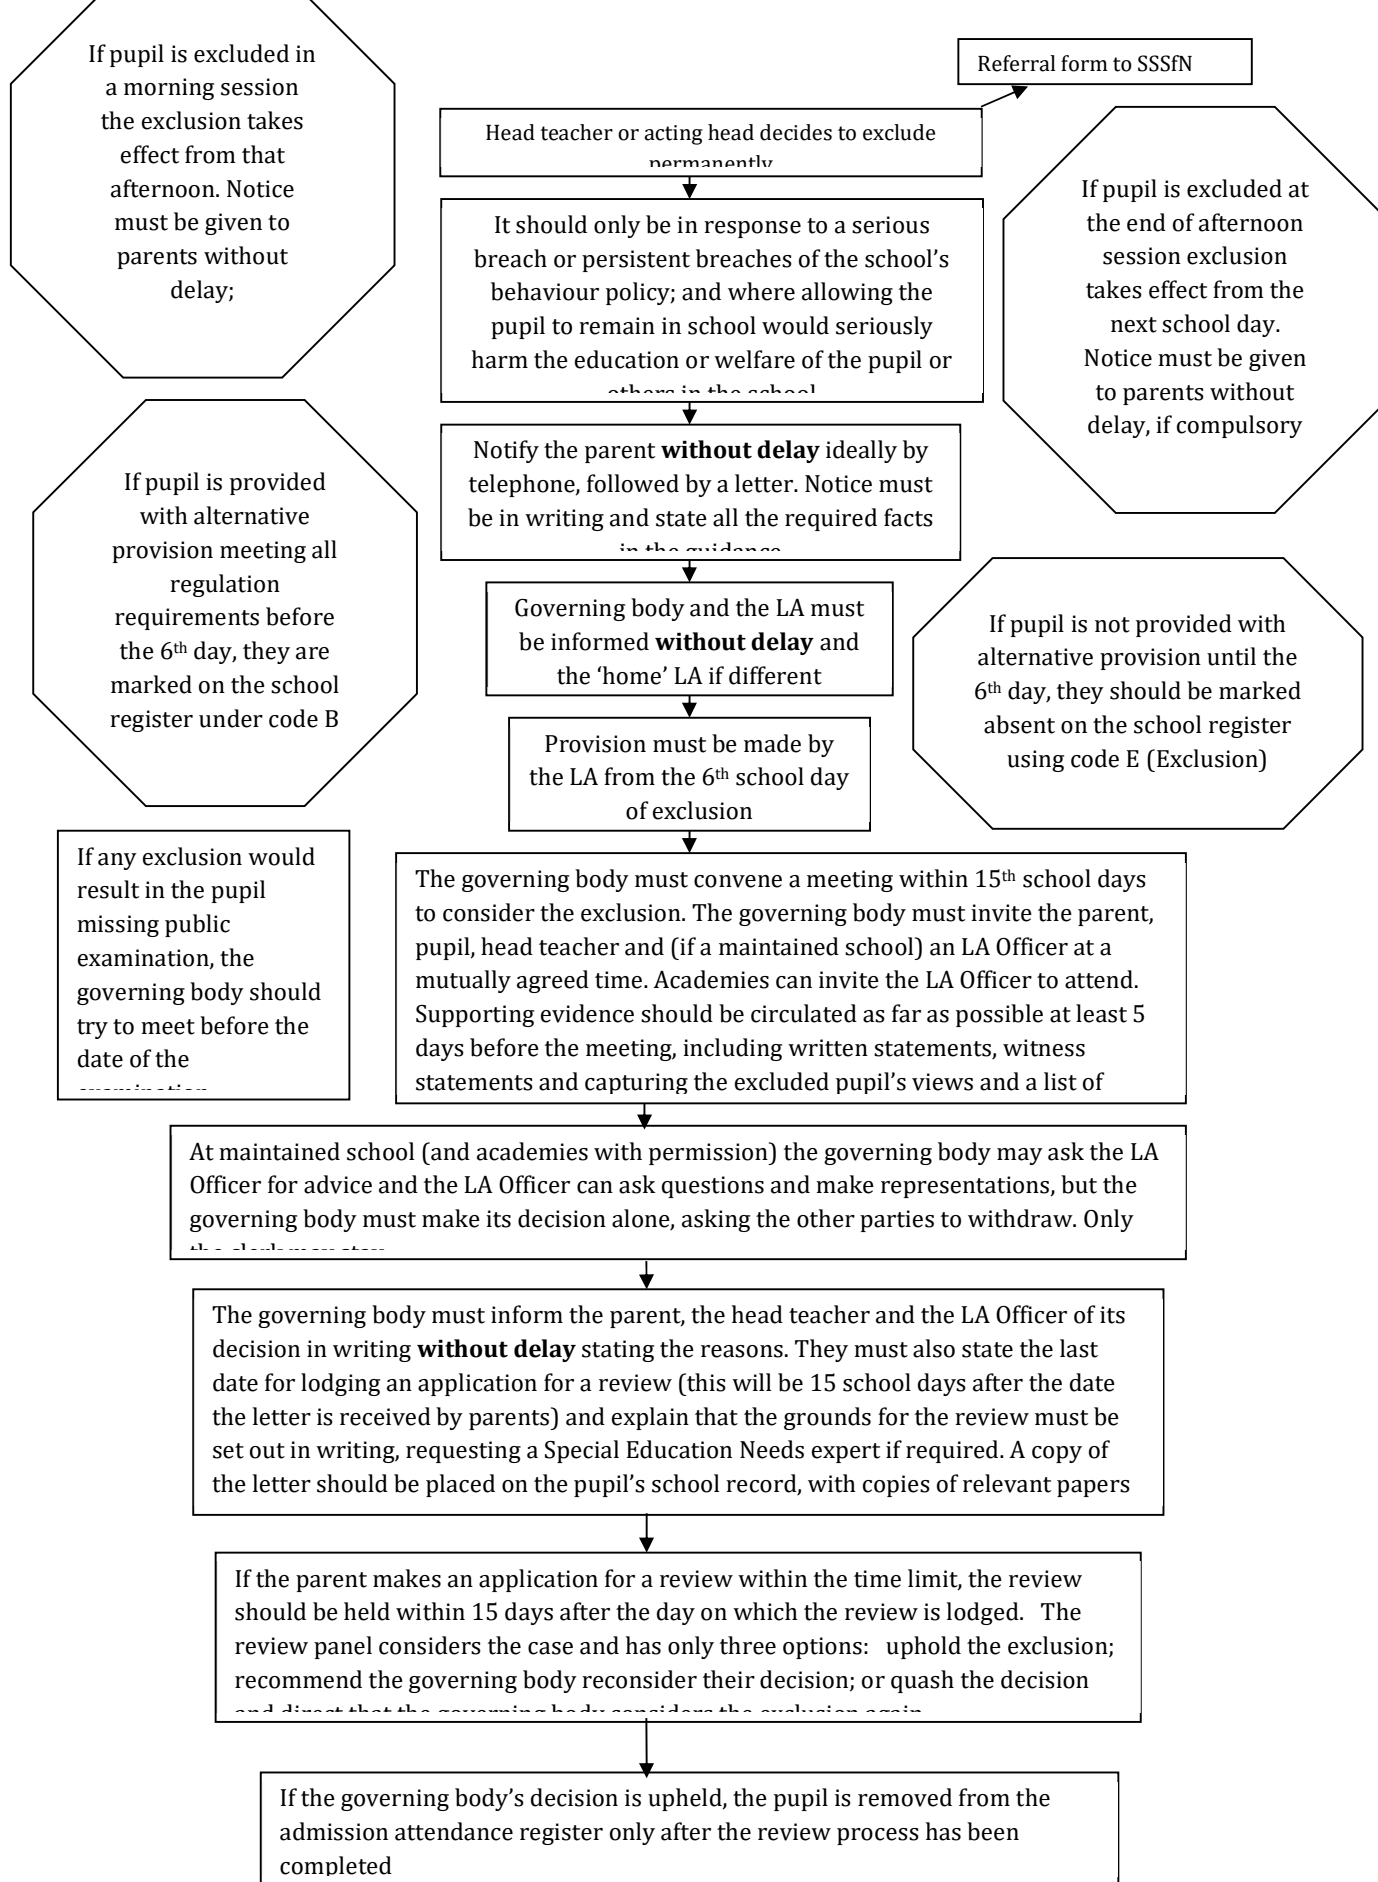 If pupil is excluded in
a morning session
the exclusion takes
effect from that
afternoon. Notice
must be given to
parents without
delay;
Referral form to SSSfN
Head teacher or acting head decides to exclude
permanently
It should only be in response to a serious
breach or persistent breaches of the school’s
behaviour policy; and where allowing the
pupil to remain in school would seriously
harm the education or welfare of the pupil or
others in the school
If pupil is excluded at
the end of afternoon
session exclusion
takes effect from the
next school day.
Notice must be given
to parents without
delay, if compulsory
Notify the parent without delay ideally by
telephone, followed by a letter. Notice must
be in writing and state all the required facts
in the guidance
If pupil is provided
with alternative
provision meeting all
regulation
requirements before
the 6th day, they are
marked on the school
register under code B
Governing body and the LA must
be informed without delay and
the ‘home’ LA if different
If pupil is not provided with
alternative provision until the
6th day, they should be marked
absent on the school register
using code E (Exclusion)
Provision must be made by
the LA from the 6th school day
of exclusion
If any exclusion would
result in the pupil
missing public
examination, the
governing body should
try to meet before the
date of the
examination
The governing body must convene a meeting within 15th school days
to consider the exclusion. The governing body must invite the parent,
pupil, head teacher and (if a maintained school) an LA Officer at a
mutually agreed time. Academies can invite the LA Officer to attend.
Supporting evidence should be circulated as far as possible at least 5
days before the meeting, including written statements, witness
statements and capturing the excluded pupil’s views and a list of
At maintained school (and academies with permission) the governing body may ask the LA
Officer for advice and the LA Officer can ask questions and make representations, but the
governing body must make its decision alone, asking the other parties to withdraw. Only
the clerk may stay
The governing body must inform the parent, the head teacher and the LA Officer of its
decision in writing without delay stating the reasons. They must also state the last
date for lodging an application for a review (this will be 15 school days after the date
the letter is received by parents) and explain that the grounds for the review must be
set out in writing, requesting a Special Education Needs expert if required. A copy of
the letter should be placed on the pupil’s school record, with copies of relevant papers
If the parent makes an application for a review within the time limit, the review
should be held within 15 days after the day on which the review is lodged. The
review panel considers the case and has only three options: uphold the exclusion;
recommend the governing body reconsider their decision; or quash the decision
and direct that the governing body considers the exclusion again
If the governing body’s decision is upheld, the pupil is removed from the
admission attendance register only after the review process has been
completed